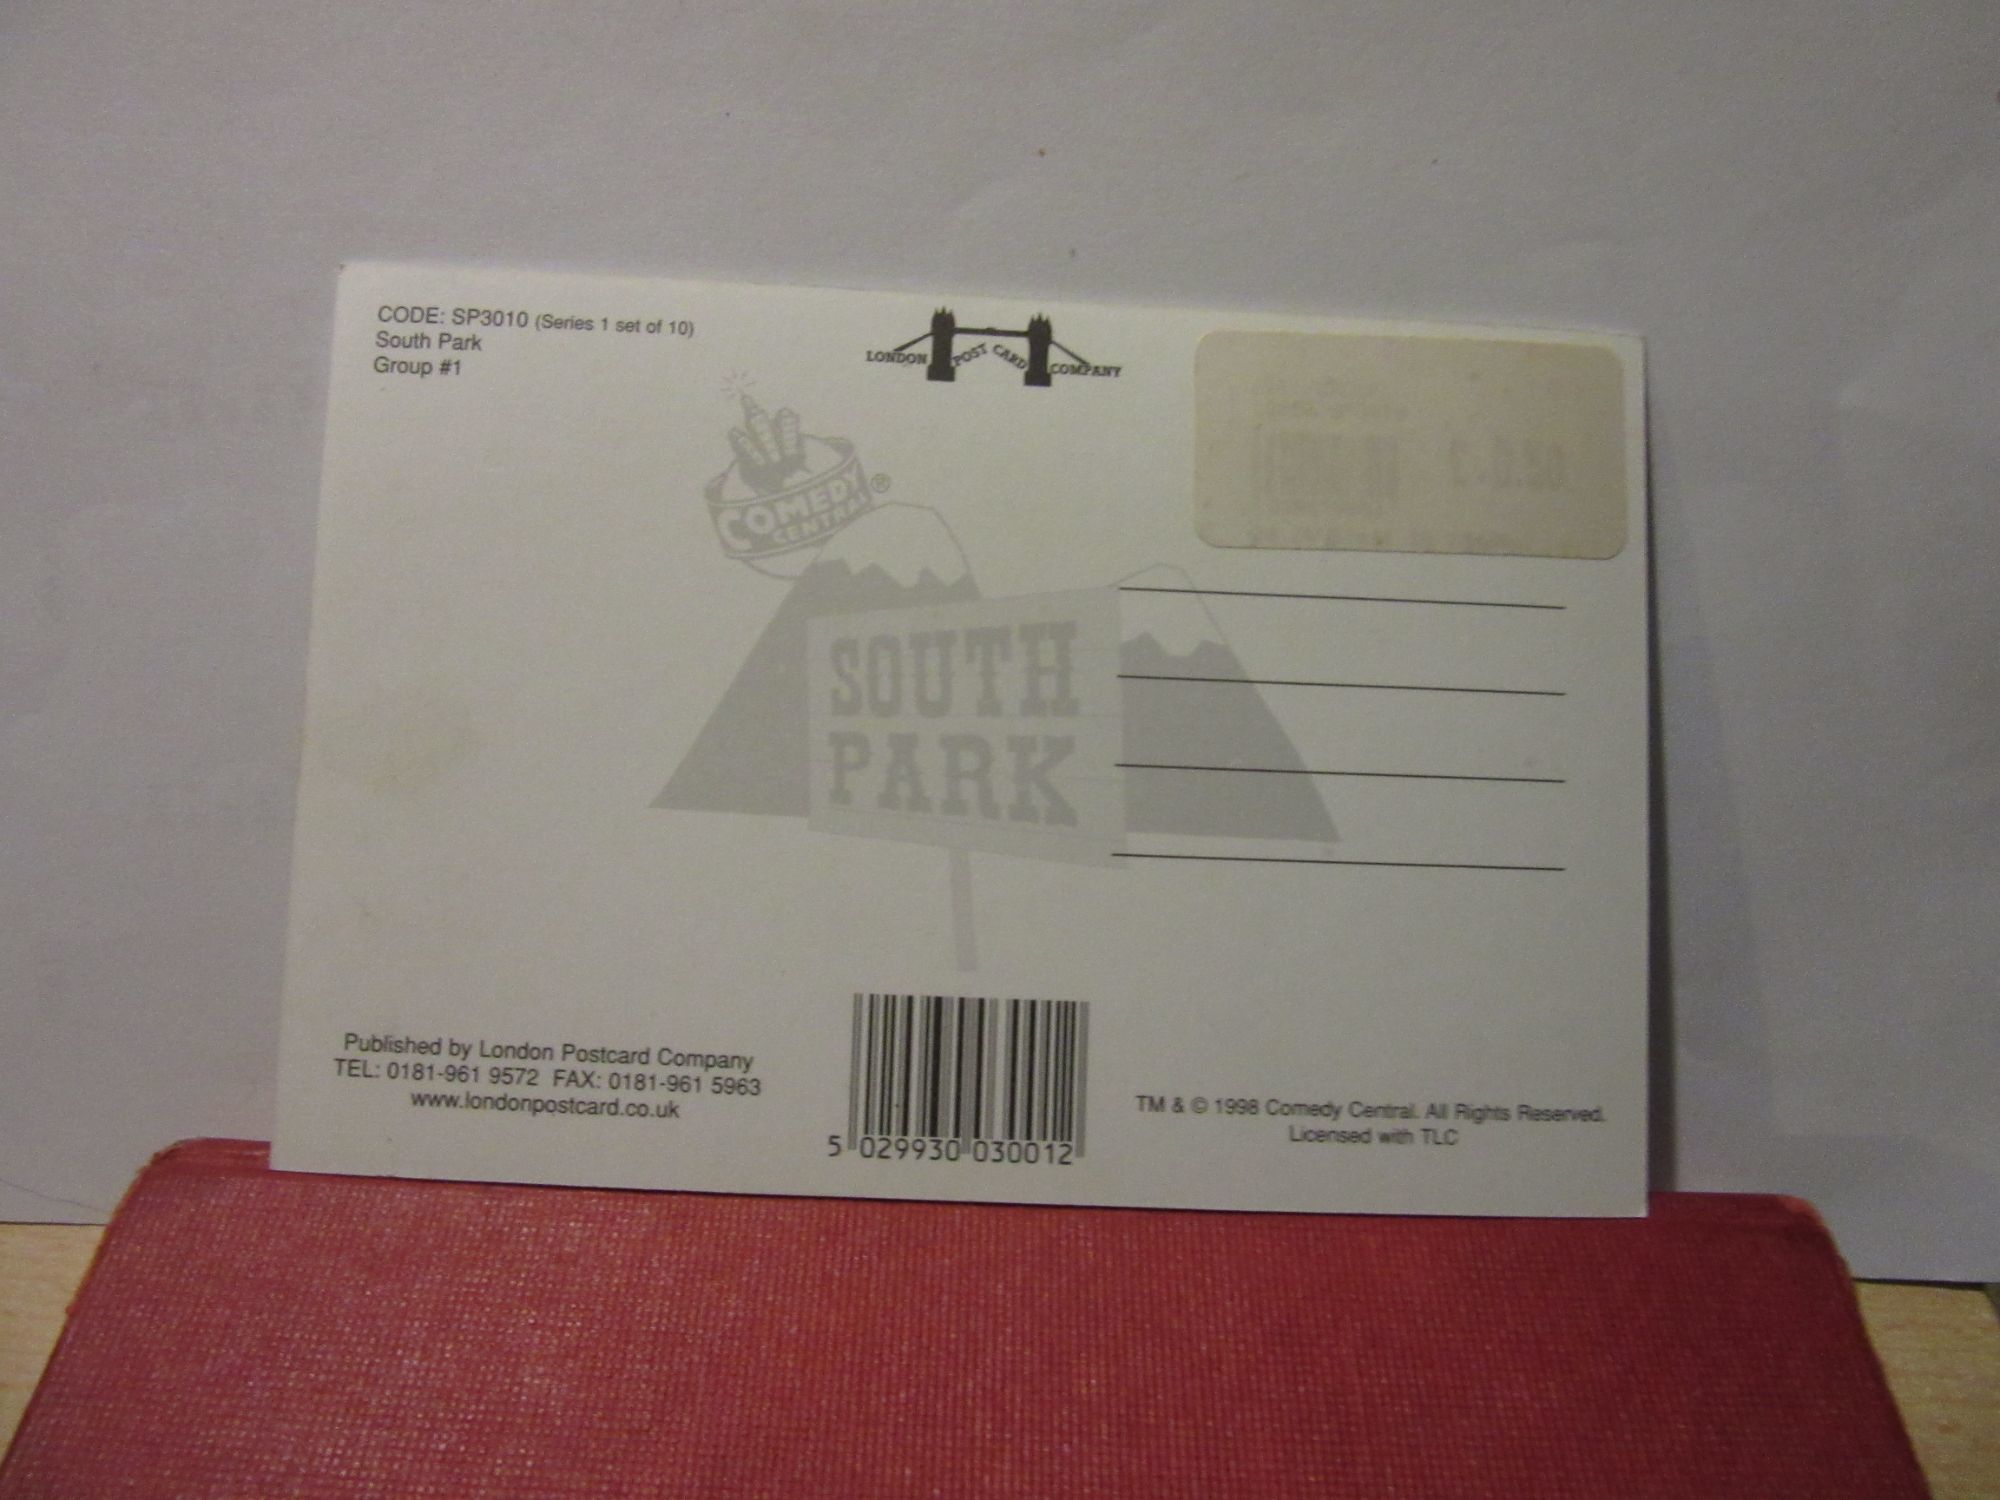 CODE: SP3010 (Series 1 set of 10)
South Park
Group #1
LONDON POST CARD COMPANY
COMEDY
CENTRAL
®
SOUTH
PARK
Published by London Postcard Company
TEL: 0181-961 9572 FAX: 0181-961 5963
www.londonpostcard.co.uk
5 029930 030012
TM & © 1998 Comedy Central. All Rights Reserved.
Licensed with TLC